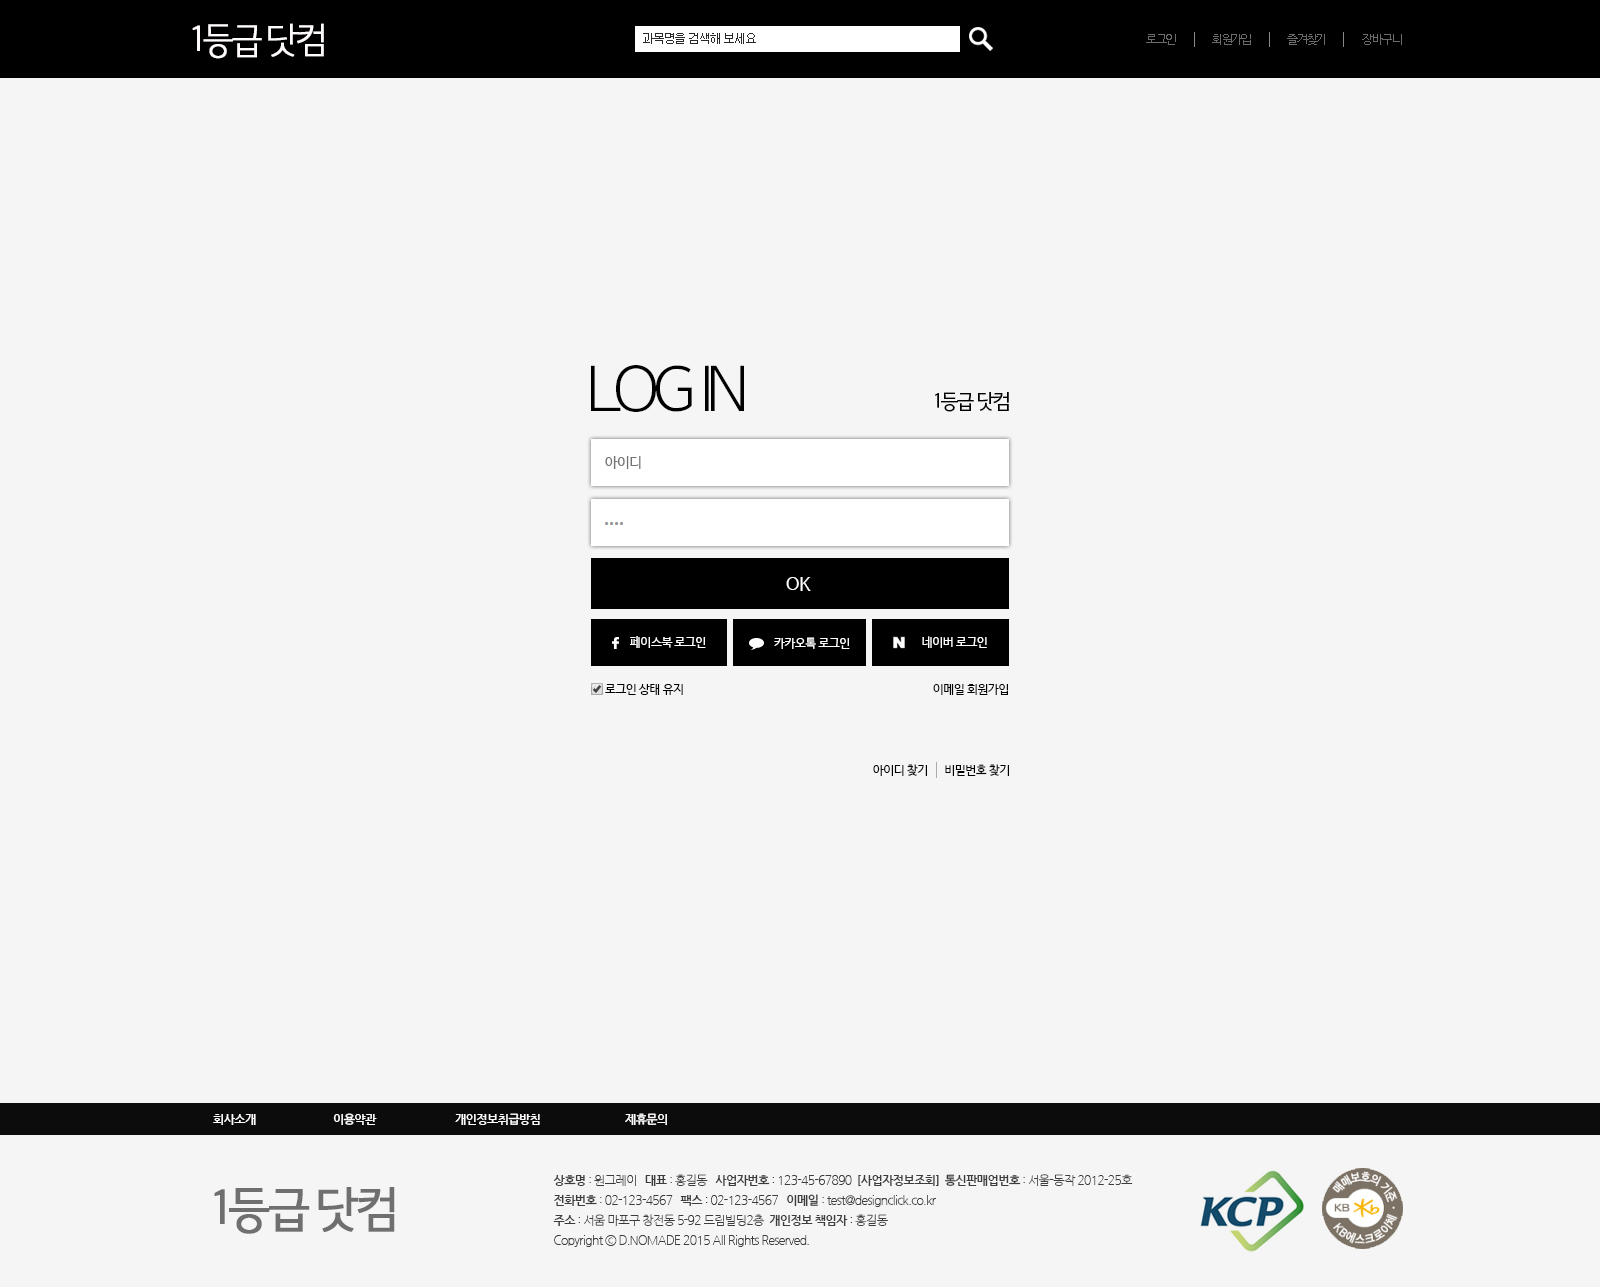 1등급 닷컴
과목명을 검색해 보세요
로그인 회원가입 즐겨찾기 장바구니
LOG IN
1등급 닷컴
아이디
OK
페이스북 로그인 카카오톡 로그인 네이버 로그인
로그인 상태 유지 이메일 회원가입
아이디 찾기 비밀번호 찾기
회사소개 이용약관 개인정보취급방침 제휴문의
1등급 닷컴
상호명 : 윈그레이 대표 : 홍길동 사업자번호 : 123-45-67890 [사업자정보조회] 통신판매업번호 : 서울-동작 2012-25호
전화번호 : 02-123-4567 팩스 : 02-123-4567 이메일 : test@designclick.co.kr
주소 : 서움 마포구 창전동 5-92 드림빌딩2층 개인정보 책임자 : 홍길동
Copyright ⓒ D.NOMADE 2015 All Rights Reserved.
KCP
매매보호의 기준
KB
KB에스크로이체